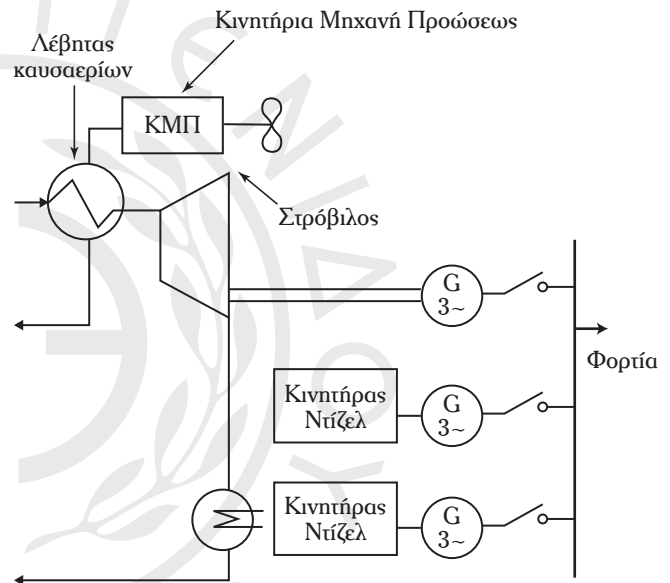 Κινητήρια Μηχανή Προώσεως
Λέβητας
καυσαερίων
ΚΜΠ
Στρόβιλος
G
3~
Φορτία
Κινητήρας
Ντίζελ
G
3~
Κινητήρας
Ντίζελ
G
3~